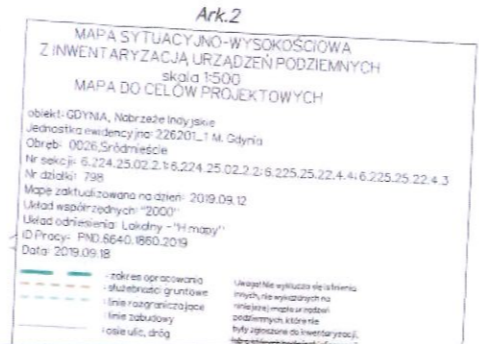 Ark.2
MAPA SYTUACYJNO-WYSOKOŚCIOWA
Z INWENTARYZACJĄ URZĄDZEŃ PODZIEMNYCH
skala 1:500
MAPA DO CELÓW PROJEKTOWYCH
obiekt: GDYNIA, Nabrzeże Indyjskie
Jednostka ewidencyjna: 226201_1 M. Gdynia
Obręb: 0026,Śródmieście
Nr sekcji: 6.224.25.02.2.1; 6.224.25.02.2.2; 6.225.25.22.4.4; 6.225.25.22.4.3
Nr działki: 798
Mapę zaktualizowano na dzień: 2019.09.12
Układ współrzędnych: "2000"
Układ odniesienia: Lokalny - "H mapy"
ID Pracy: PND.6640.1860.2019
Data: 2019.09.18
- zakres opracowania
- służebności gruntowe
- linie rozgraniczające
- linie zabudowy
- osie ulic, dróg
Uwaga! Nie wyklucza się istnienia
innych, nie wykazanych na
niniejszej mapie urządzeń
podziemnych, które nie
były zgłoszone do inwentaryzacji,